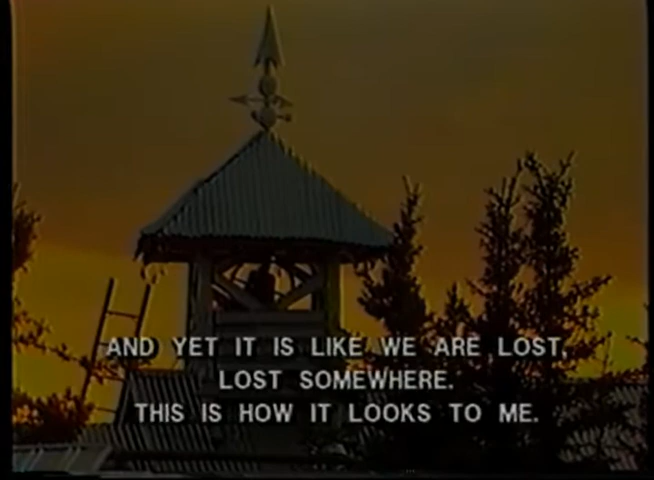 AND YET IT IS LIKE WE ARE LOST,
LOST SOMEWHERE.
THIS IS HOW IT LOOKS TO ME.